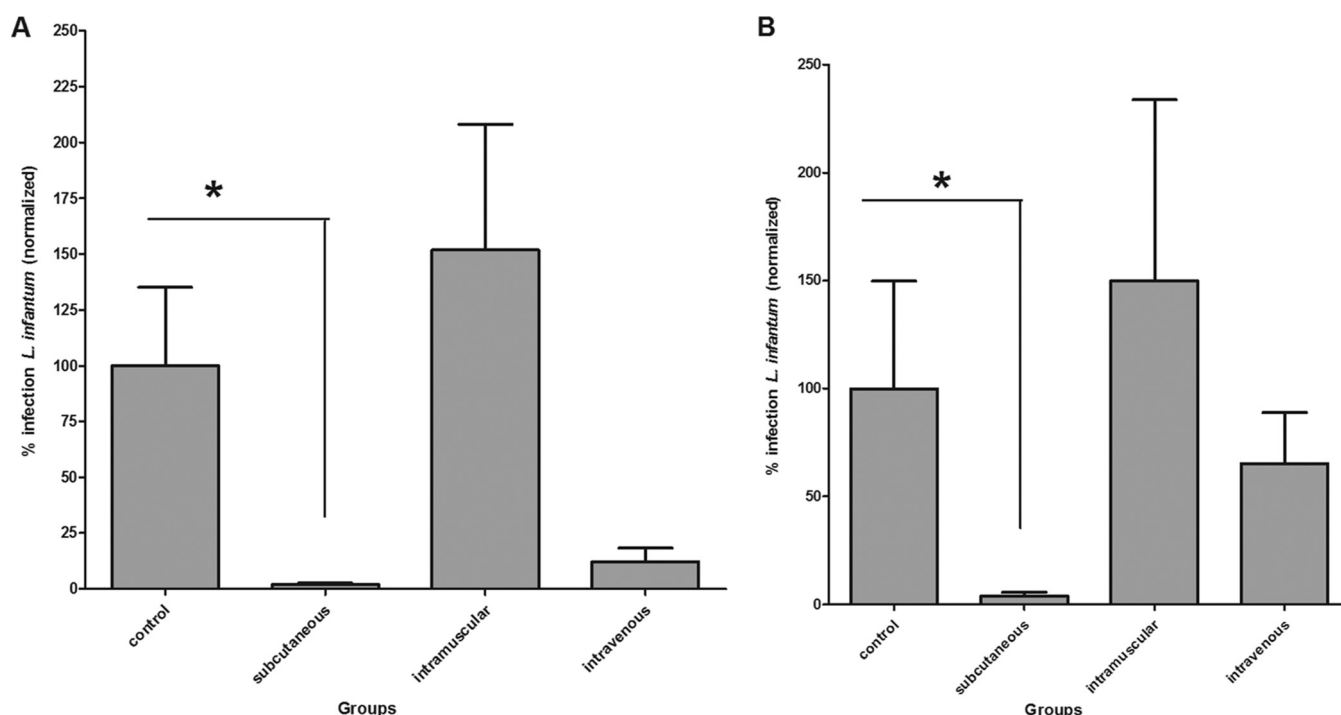 A
% infection L. infantum (normalized)
250
225
200
175
150
125
100
75
50
25
0
*
control
subcutaneous
intramuscular
intravenous
Groups
B
% infection L. infantum (normalized)
250
200
150
100
50
0
*
control
subcutaneous
intramuscular
intravenous
Groups